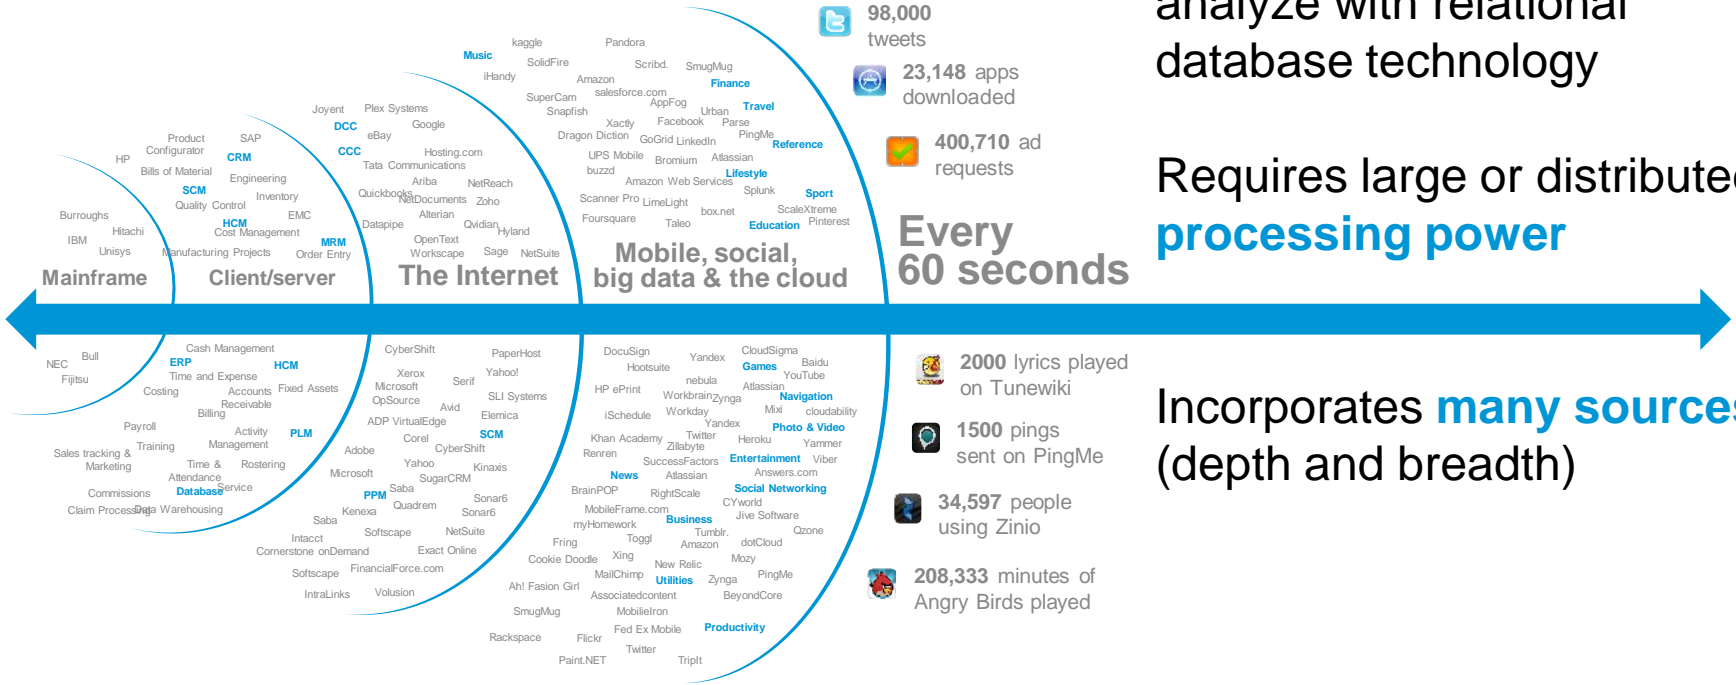 98,000
tweets
23,148 apps
downloaded
400,710 ad
requests
Every
60 seconds
2000 lyrics played
on Tunewiki
1500 pings
sent on PingMe
34,597 people
using Zinio
208,333 minutes of
Angry Birds played
analyze with relational
database technology
Requires large or distributed
processing power
Incorporates many sources
(depth and breadth)
Mainframe
HP
Burroughs
Hitachi
IBM
Unisys
NEC
Bull
Fijitsu
Client/server
Product
Configurator
SAP
CRM
Bills of Material
Engineering
SCM
Inventory
Quality Control
EMC
HCM
Cost Management
MRM
Manufacturing Projects
Order Entry
Cash Management
ERP
HCM
Time and Expense
Costing
Accounts
Receivable
Fixed Assets
Billing
Payroll
Activity
Management
PLM
Training
Sales tracking &
Marketing
Time &
Attendance
Rostering
Commissions
Database
Service
Claim Processing
Data Warehousing
The Internet
Joyent
Plex Systems
DCC
Google
eBay
CCC
Hosting.com
Tata Communications
Ariba
NetReach
Quickbooks
NetDocuments
Zoho
Alterian
Datapipe
Qvidian
Hyland
OpenText
Workscape
Sage
NetSuite
CyberShift
PaperHost
Xerox
Yahoo!
Microsoft
Serif
OpSource
SLI Systems
Avid
ADP VirtualEdge
Elemica
Corel
SCM
Adobe
CyberShift
Yahoo
Kinaxis
Microsoft
SugarCRM
Saba
PPM
Sonar6
Kenexa
Quadrem
Sonar6
Saba
Softscape
NetSuite
Intacct
Cornerstone onDemand
Exact Online
Softscape
FinancialForce.com
IntraLinks
Volusion
Mobile, social,
big data & the cloud
kaggle
Pandora
Music
SolidFire
Scribd.
SmugMug
iHandy
Amazon
Finance
SuperCam
salesforce.com
AppFog
Travel
Snapfish
Urban
Xactly
Facebook
Parse
Dragon Diction
GoGrid
LinkedIn
PingMe
Reference
UPS Mobile
Bromium
Atlassian
buzzd
Lifestyle
Amazon Web Services
Splunk
Sport
Scanner Pro
LimeLight
box.net
ScaleXtreme
Foursquare
Taleo
Education
Pinterest
DocuSign
Yandex
CloudSigma
Hootsuite
Games
Baidu
YouTube
nebula
Atlassian
HP ePrint
Workbrain
Zynga
Navigation
iSchedule
Workday
Mixi
cloudability
Yandex
Photo & Video
Khan Academy
Twitter
Heroku
Yammer
Renren
Zillabyte
SuccessFactors
Entertainment
Viber
News
Atlassian
Answers.com
BrainPOP
RightScale
Social Networking
CYworld
MobileFrame.com
Jive Software
Business
myHomework
Tumblr.
Qzone
Fring
Toggl
Amazon
dotCloud
Cookie Doodle
Xing
New Relic
Mozy
MailChimp
Utilities
Zynga
PingMe
Ah! Fasion Girl
Associatedcontent
BeyondCore
SmugMug
MobilieIron
Fed Ex Mobile
Productivity
Rackspace
Flickr
Twitter
Paint.NET
TripIt